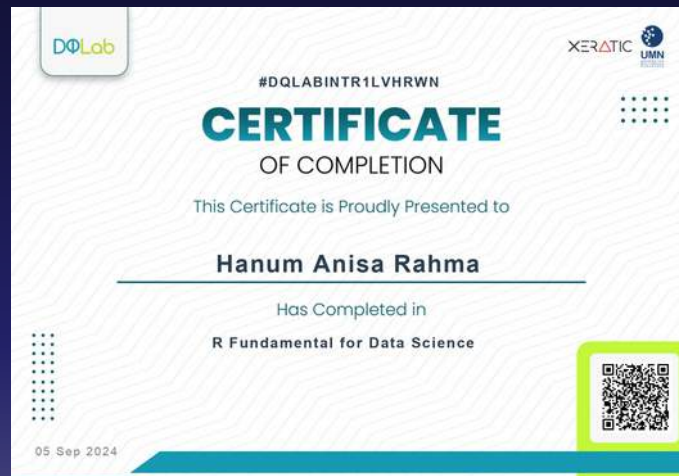 DQLab
XERATIC
UMN
#DQLABINTR1LVHRWN
CERTIFICATE
OF COMPLETION
This Certificate is Proudly Presented to
Hanum Anisa Rahma
Has Completed in
R Fundamental for Data Science
05 Sep 2024